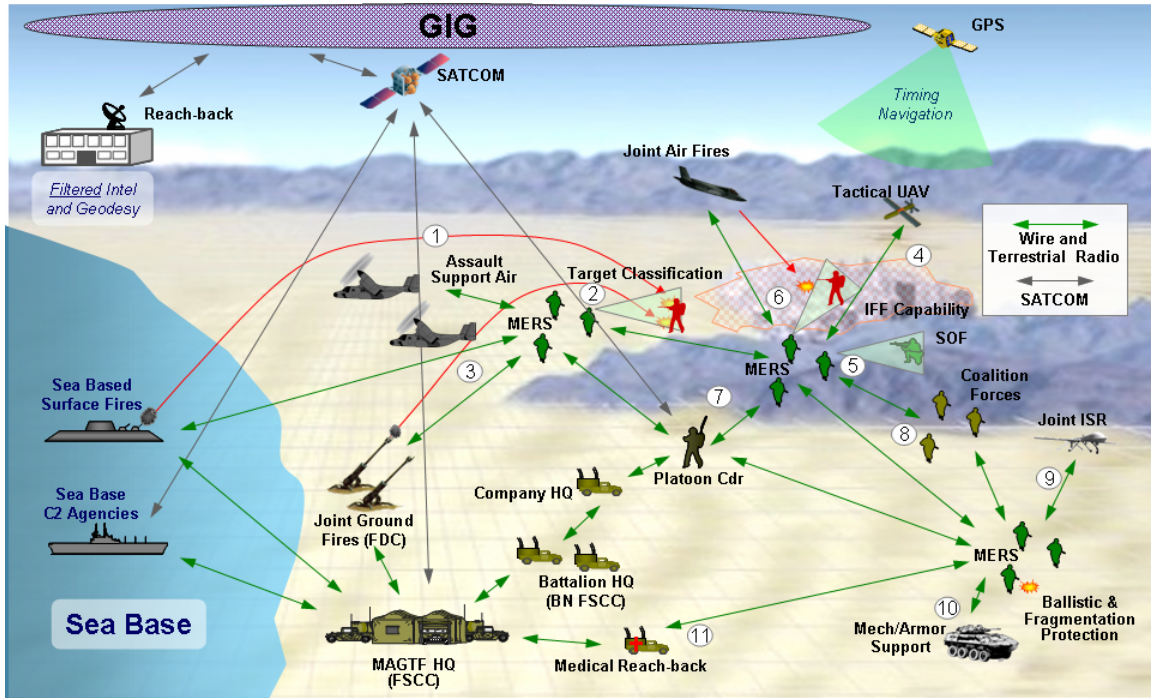 GIG
GPS
SATCOM
Reach-back
Timing
Navigation
Filtered Intel
and Geodesy
Joint Air Fires
Tactical UAV
Wire and
Terrestrial Radio
SATCOM
1
Assault
Support Air
2
Target Classification
4
6
IFF Capability
MERS
SOF
3
MERS
5
Coalition
Forces
7
Sea Based
Surface Fires
8
Joint ISR
9
Platoon Cdr
Company HQ
Sea Base
C2 Agencies
Joint Ground
Fires (FDC)
MERS
Battalion HQ
(BN FSCC)
10
Ballistic &
Fragmentation
Protection
Sea Base
11
Mech/Armor
Support
MAGTF HQ
(FSCC)
Medical Reach-back